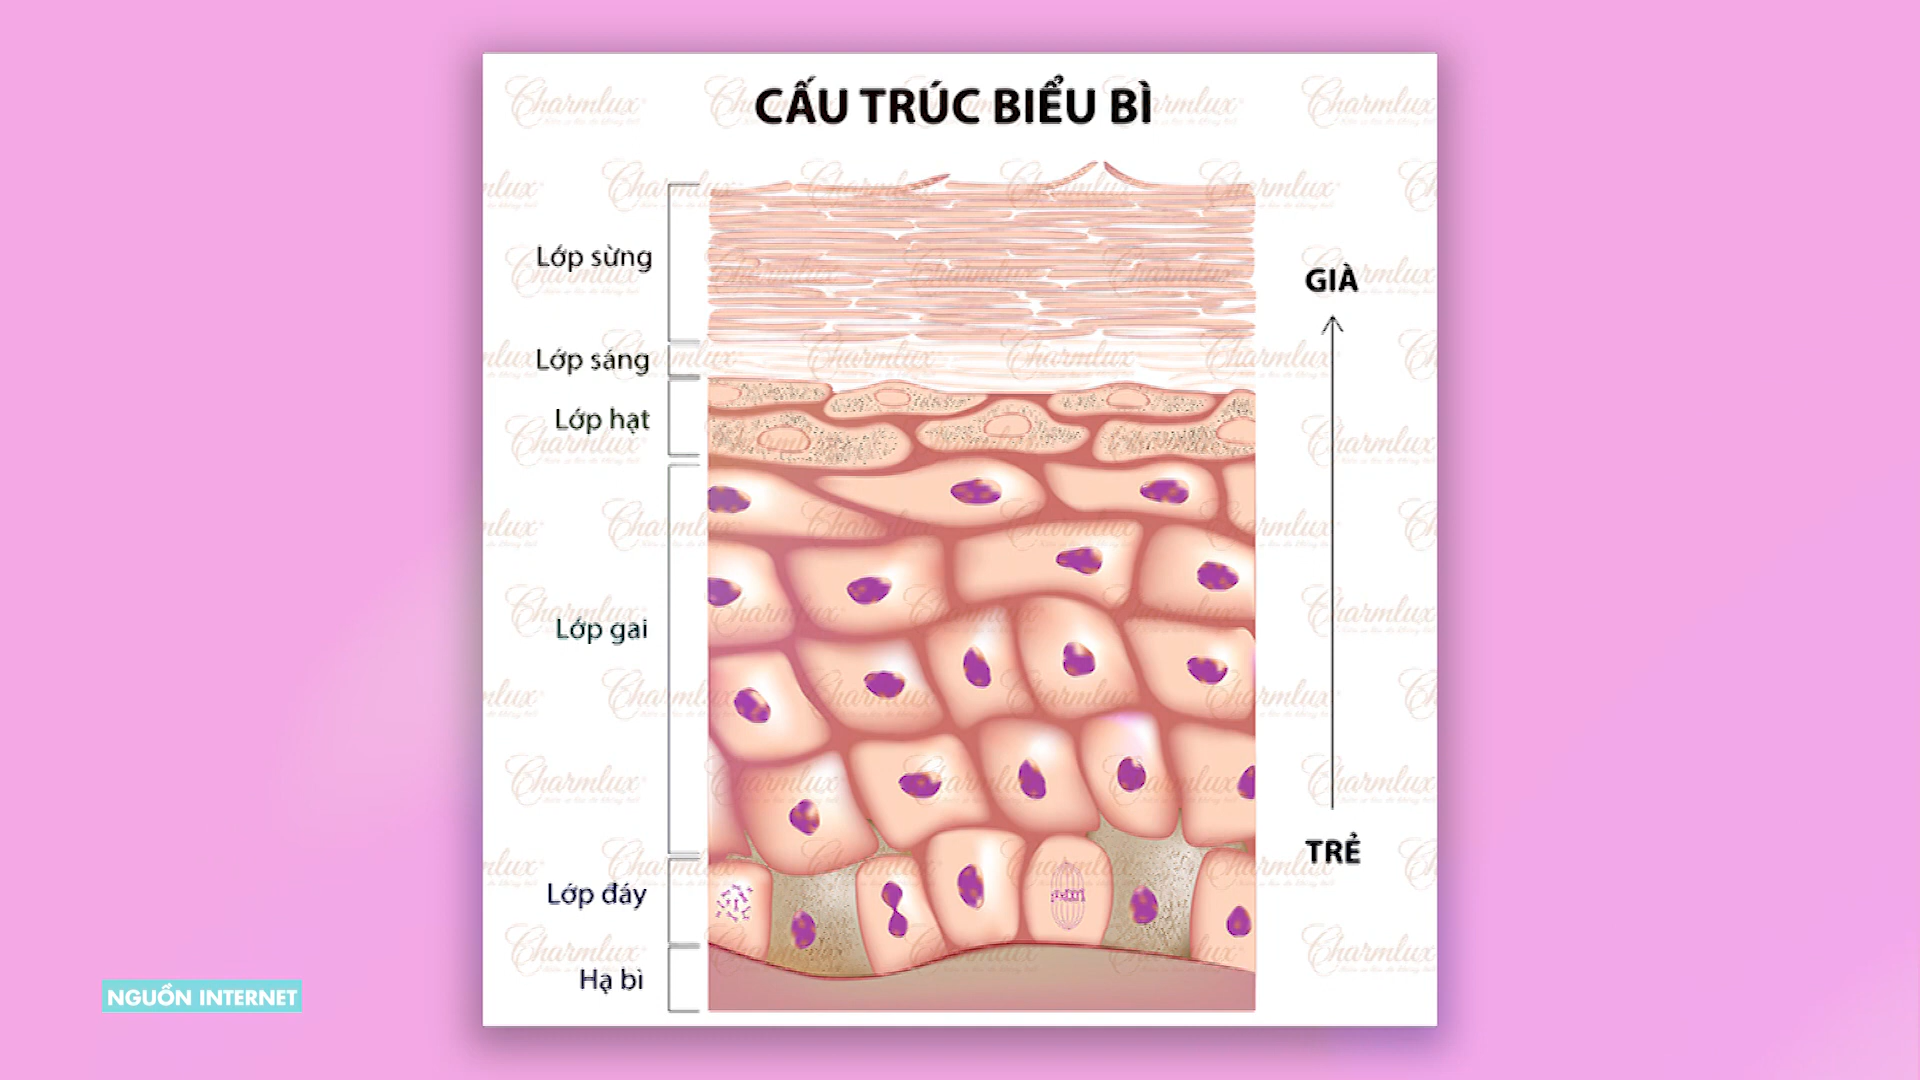 CẤU TRÚC BIỂU BÌ
Lớp sừng
Lớp sáng
Lớp hạt
Lớp gai
Lớp đáy
Hạ bì
GIÀ
TRẺ
NGUỒN INTERNET
Charmlux